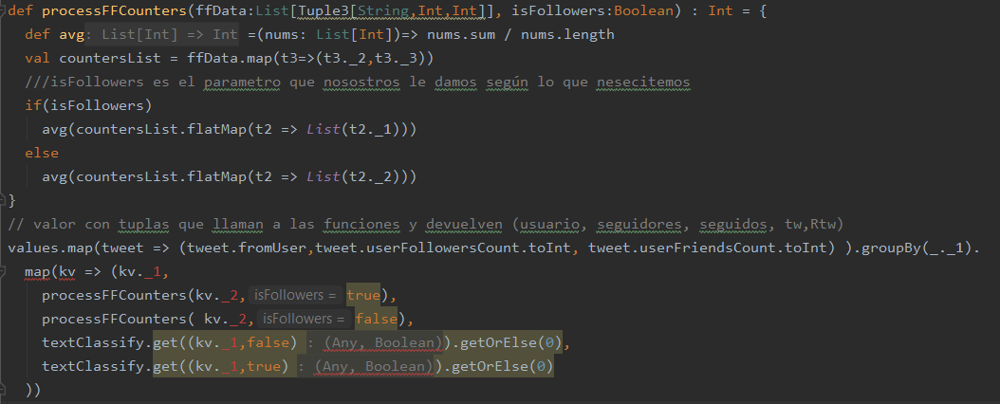 def processFFCounters(ffData:List[Tuple3[String,Int,Int]], isFollowers:Boolean) : Int = {
def avg: List[Int] => Int =(nums: List[Int])=> nums.sum / nums.length
val countersList = ffData.map(t3=>(t3._2,t3._3))
///isFollowers es el parametro que nosostros le damos según lo que nesecitemos
if(isFollowers)
avg(countersList.flatMap(t2 => List(t2._1)))
else
avg(countersList.flatMap(t2 => List(t2._2)))
}
// valor con tuplas que llaman a las funciones y devuelven (usuario, seguidores, seguidos, tw,Rtw)
values.map(tweet => (tweet.fromUser,tweet.userFollowersCount.toInt, tweet.userFriendsCount.toInt) ).groupBy(_._1).
map(kv => (kv._1,
processFFCounters(kv._2, isFollowers = true),
processFFCounters( kv._2, isFollowers = false),
textClassify.get((kv._1,false) : (Any, Boolean)).getOrElse(0),
textClassify.get((kv._1,true) : (Any, Boolean)).getOrElse(0)
))